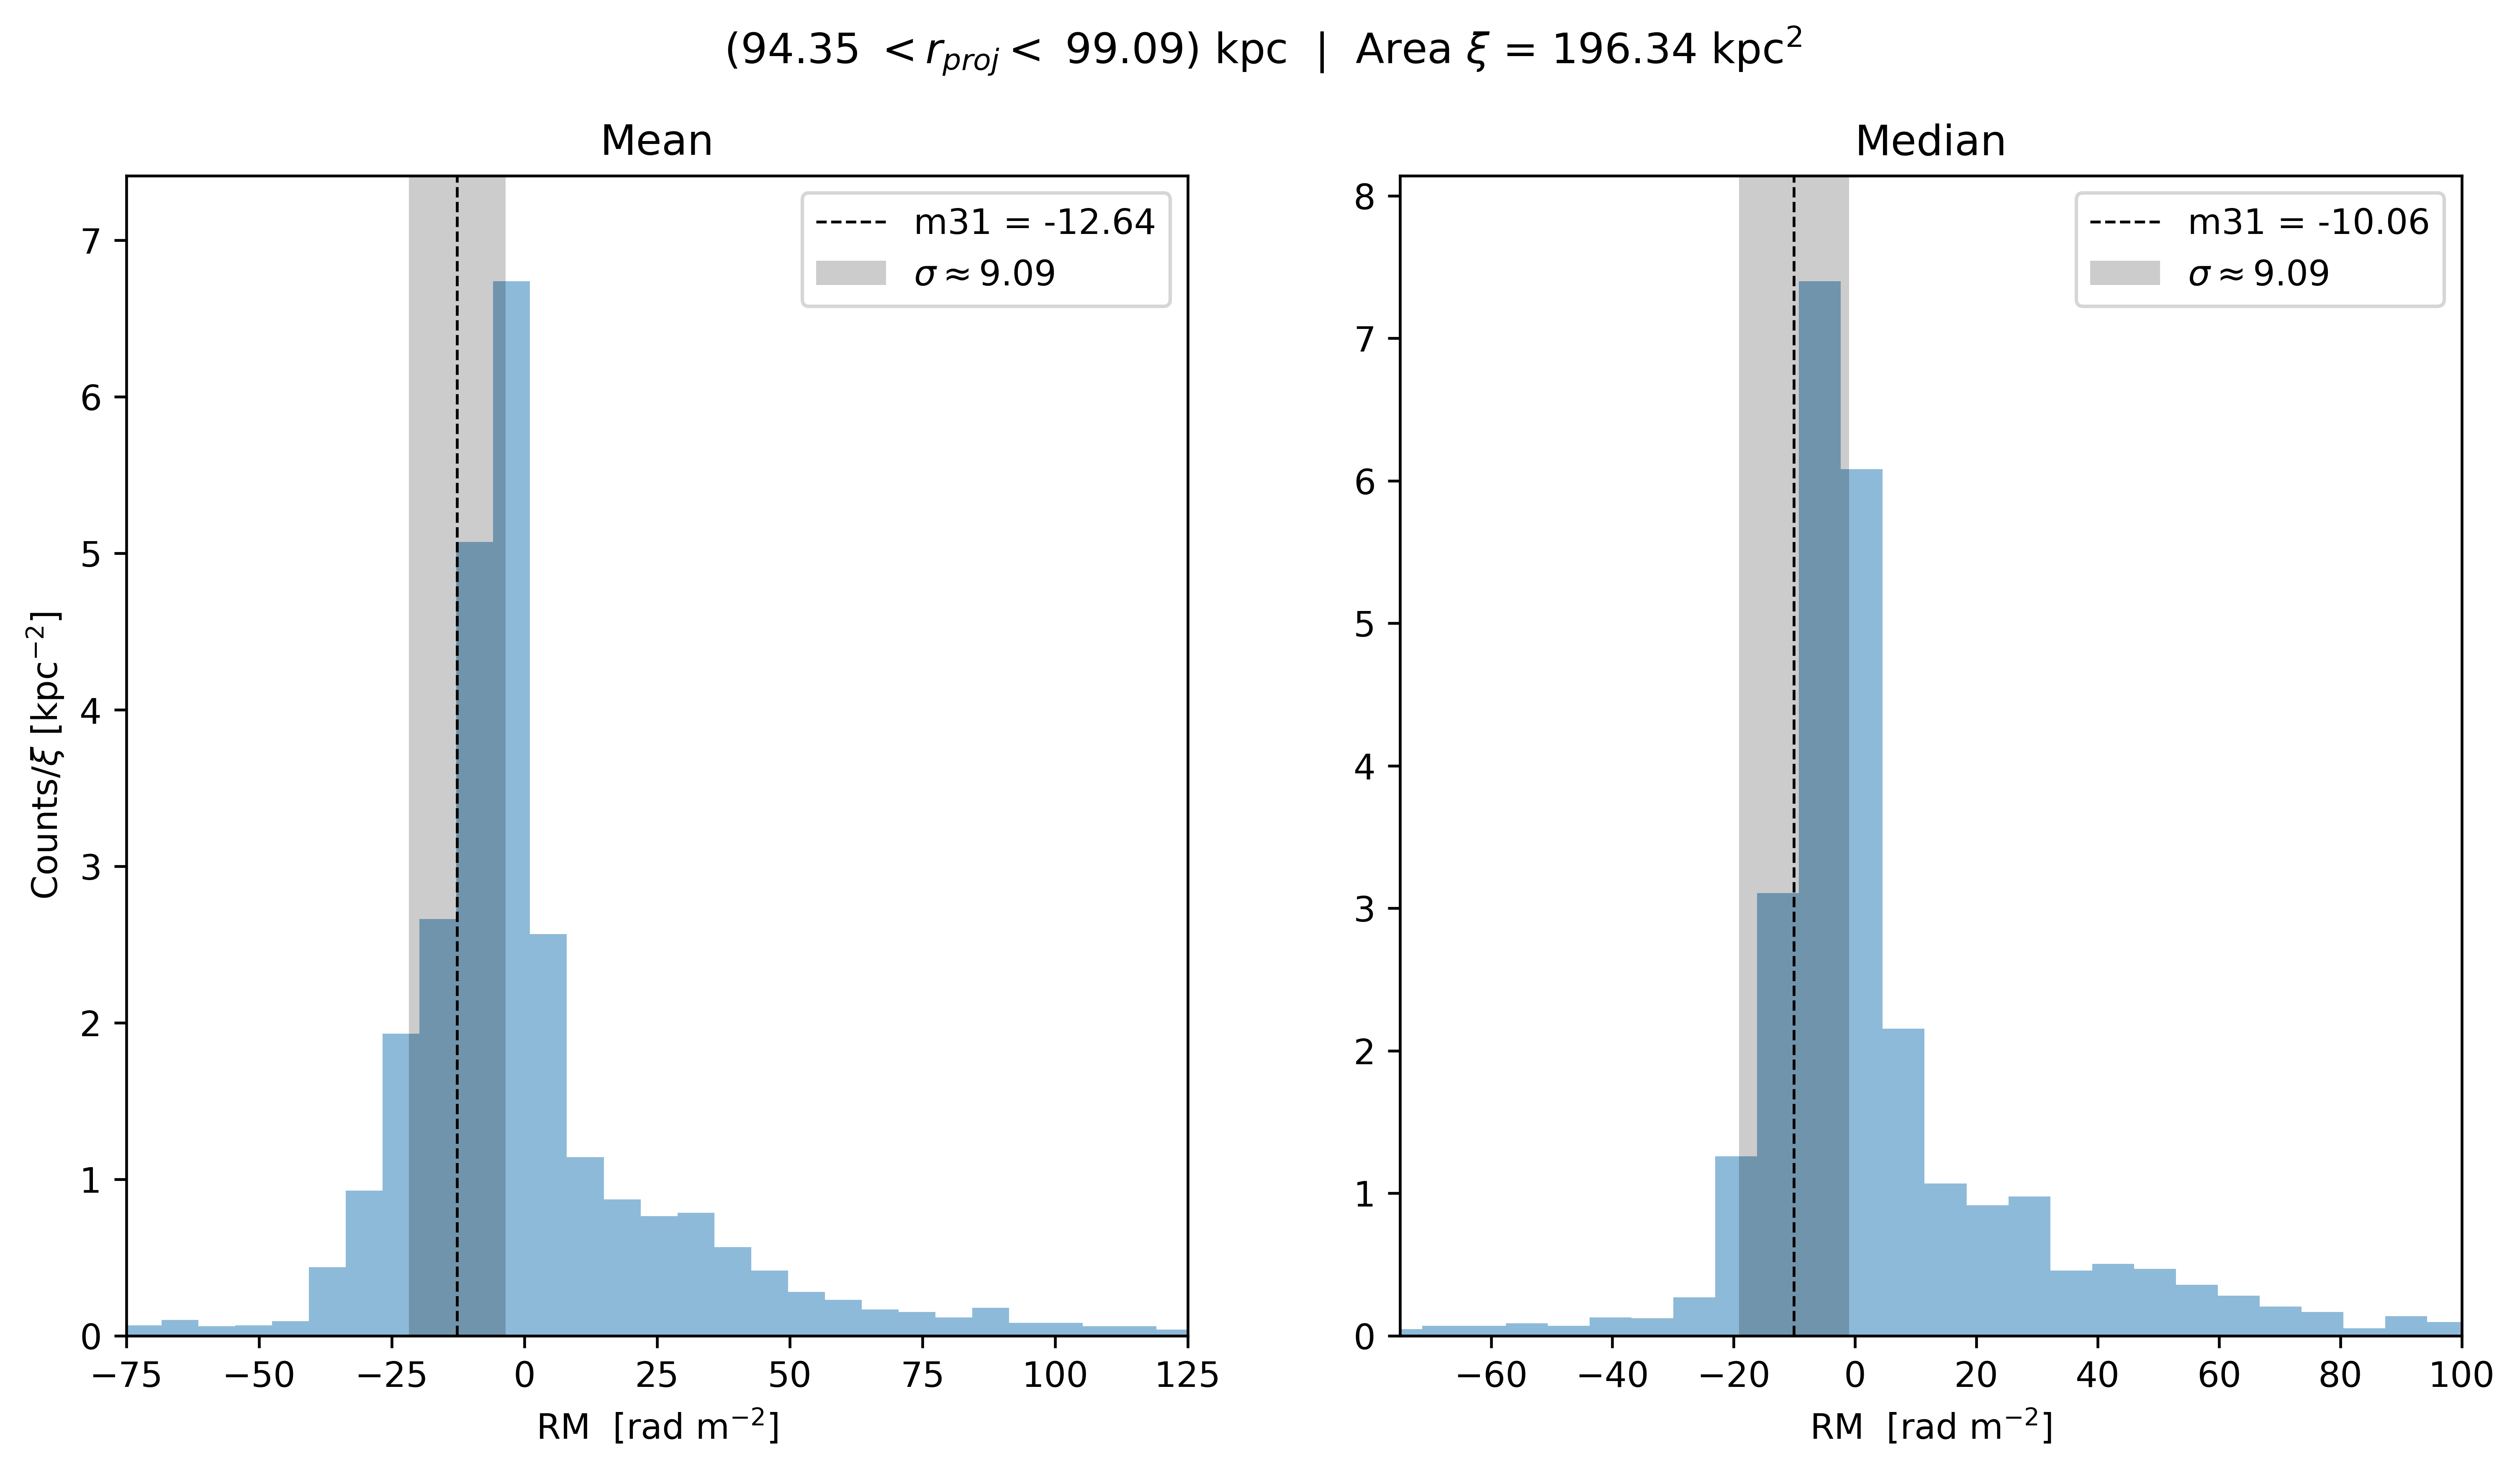 (94.35 < r_proj < 99.09) kpc | Area ξ = 196.34 kpc²
Mean
m31 = -12.64
σ ≈ 9.09
Counts/ξ [kpc⁻²]
7
6
5
4
3
2
1
0
−75 −50 −25 0 25 50 75 100 125
RM [rad m⁻²]
Median
m31 = -10.06
σ ≈ 9.09
8
7
6
5
4
3
2
1
0
−60 −40 −20 0 20 40 60 80 100
RM [rad m⁻²]